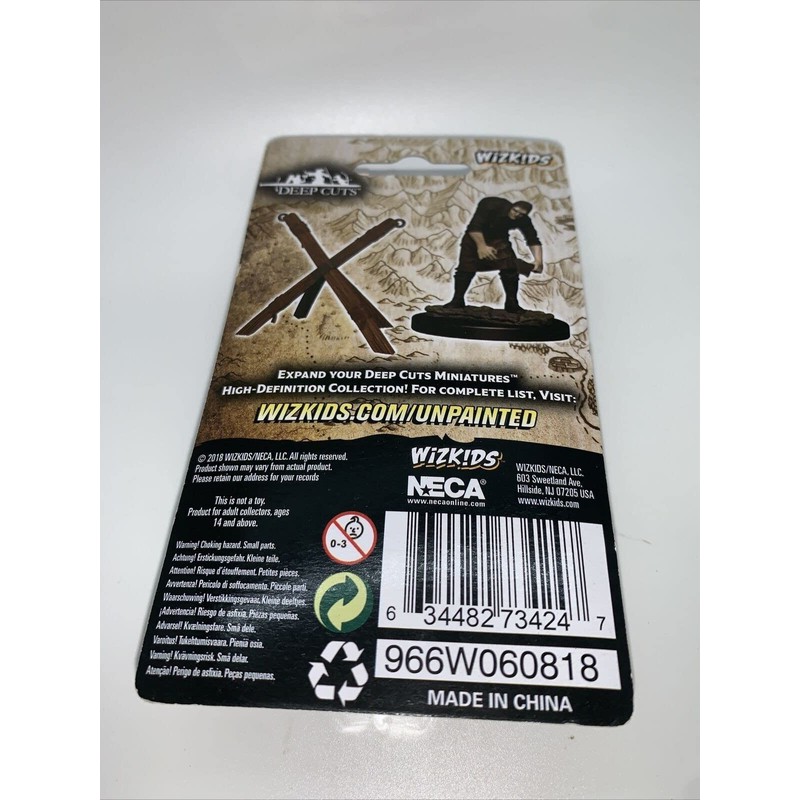 WIZKIDS
DEEP CUTS
EXPAND YOUR DEEP CUTS MINIATURES™
HIGH-DEFINITION COLLECTION! FOR COMPLETE LIST, VISIT:
WIZKIDS.COM/UNPAINTED
© 2018 WIZKIDS/NECA, LLC. All rights reserved.
Product shown may vary from actual product.
Please retain our address for your records
This is not a toy.
Product for adult collectors, ages
14 and above.
WIZKIDS
NECA®
www.necaonline.com
WIZKIDS/NECA, LLC.
603 Sweetland Ave,
Hillside, NJ 07205 USA
www.wizkids.com
0-3
Warning! Choking hazard. Small parts.
Achtung! Erstickungsgefahr. Kleine teile.
Attention! Risque d'étouffement. Petites pièces.
Avvertenza! Pericolo di soffocamento. Piccole parti.
Waarschuwing! Verstikkingsgevaar. Kleine deeltjes.
¡Advertencia! Riesgo de asfixia. Piezas pequeñas.
Advarsel! Kvælningsfare. Små dele.
Varoitus! Tukehtumisvaara. Pieniä osia.
Varning! Kvävningsrisk. Små delar.
Atenção! Perigo de asfixia. Peças pequenas.
6 34482 73424 7
966W060818
MADE IN CHINA